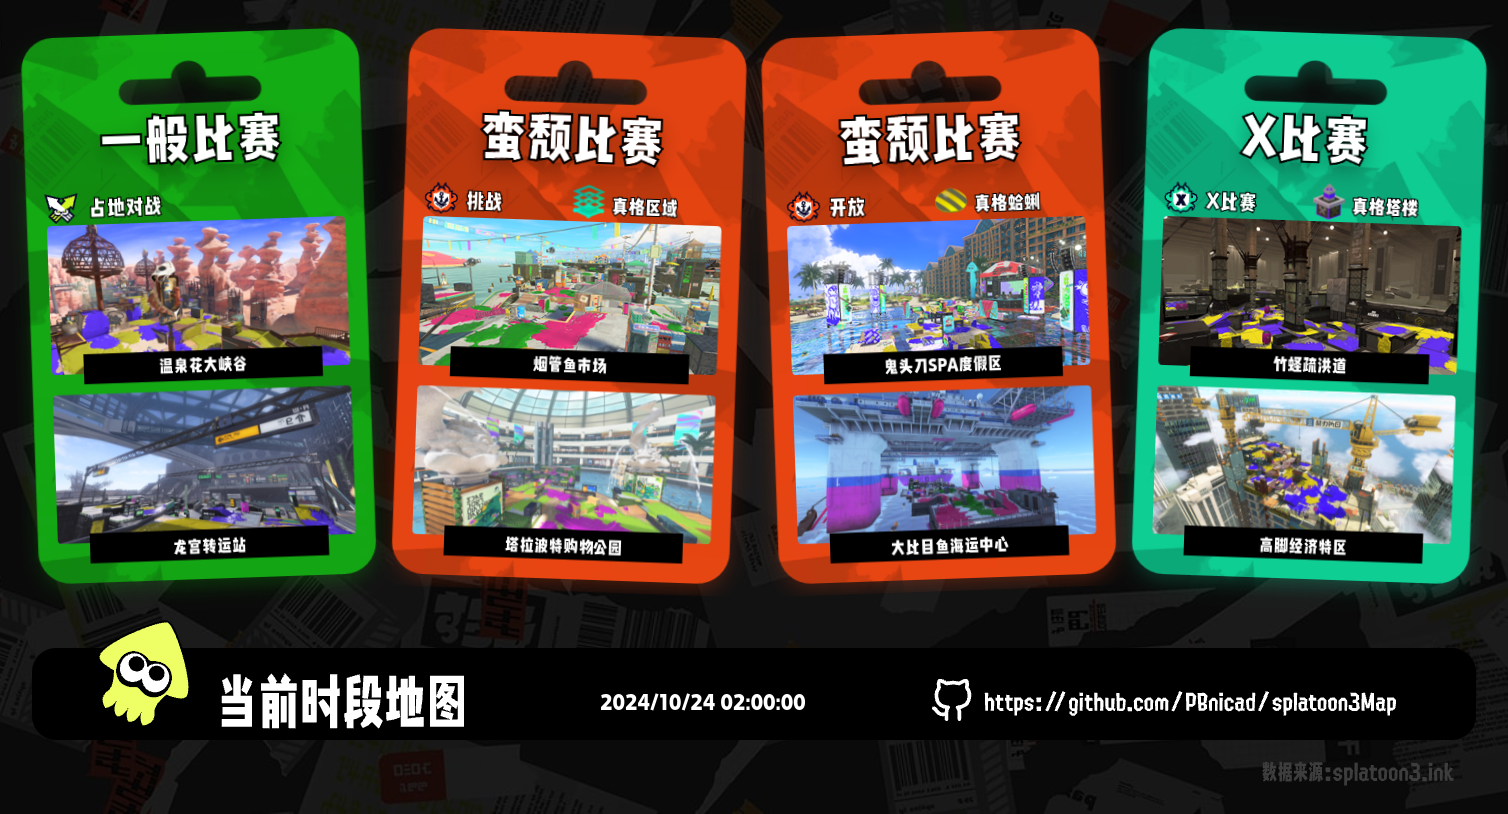 一般比赛
占地对战
温泉花大峡谷
龙宫转运站
蛮颓比赛
挑战
真格区域
烟管鱼市场
塔拉波特购物公园
蛮颓比赛
开放
真格蛤蜊
鬼头刀SPA度假区
大比目鱼海运中心
X比赛
X比赛
真格塔楼
竹蛏疏洪道
高脚经济特区
当前时段地图
2024/10/24 02:00:00
https://github.com/PBnicad/splatoon3Map
数据来源:splatoon3.ink